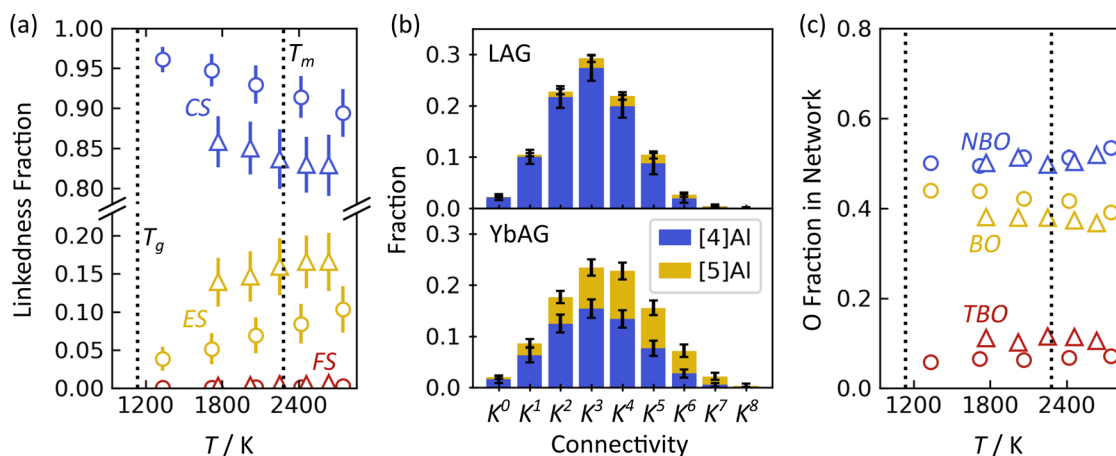 (a)
1.00
0.95
0.90
0.85
0.80
0.20
0.15
0.10
0.05
0.00
Linkedness Fraction
CS
ES
FS
T_g
T_m
1200 1800 2400
T / K
(b)
LAG
0.3
0.2
0.1
0.0
YbAG
0.3
0.2
0.1
0.0
Fraction
[4]Al
[5]Al
K^0 K^1 K^2 K^3 K^4 K^5 K^6 K^7 K^8
Connectivity
(c)
0.8
0.6
0.4
0.2
0.0
O Fraction in Network
NBO
BO
TBO
1200 1800 2400
T / K